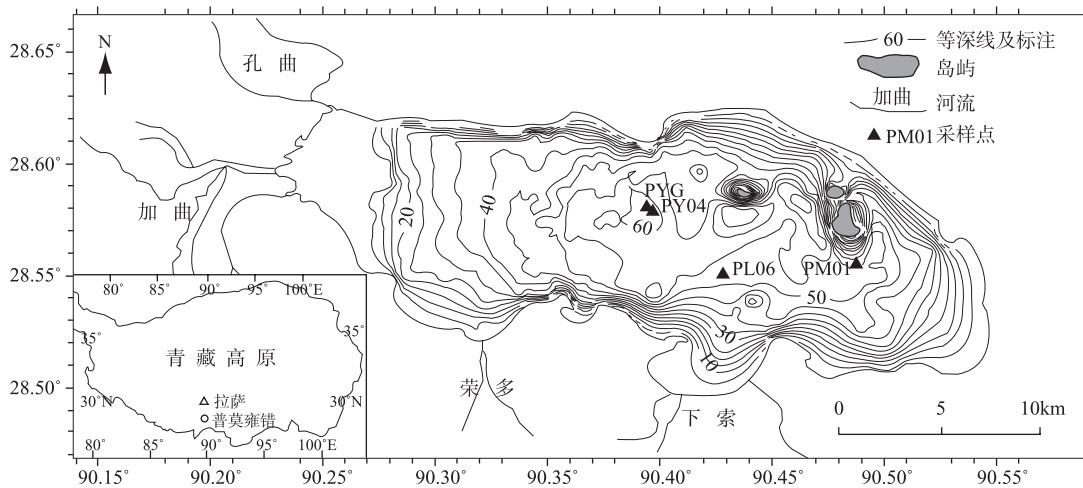 28.65°
28.60°
28.55°
28.50°
N
孔 曲
加 曲
20
40
PYG
PY04
60
PL06
PM01
50
30
10
荣 多
下 索
60 等深线及标注
岛屿
加曲 河流
PM01采样点
0 5 10km
80° 85° 90° 95° 100°E
35° 35°
青 藏 高 原
30°N 30°N
拉萨
普莫雍错
80° 85° 90° 95° 100°E
90.15° 90.20° 90.25° 90.30° 90.35° 90.40° 90.45° 90.50° 90.55°